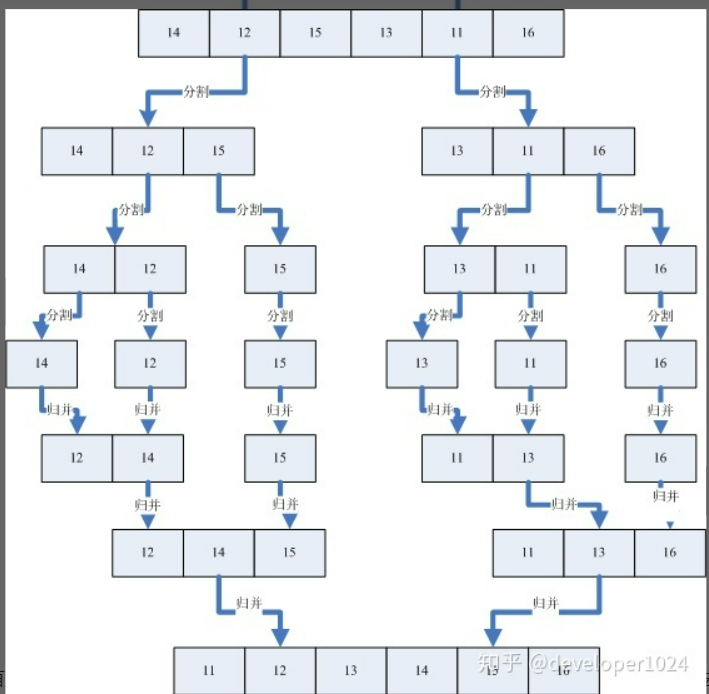 14 12 15 13 11 16
分割 分割
14 12 15 13 11 16
分割 分割 分割 分割
14 12 15 13 11 16
分割 分割 分割 分割 分割 分割
14 12 15 13 11 16
归并 归并 归并 归并 归并 归并
12 14 15 11 13 16
归并 归并 归并 归并
12 14 15 11 13 16
归并 归并
11 12 13 14 15 16
知乎 @developer1024